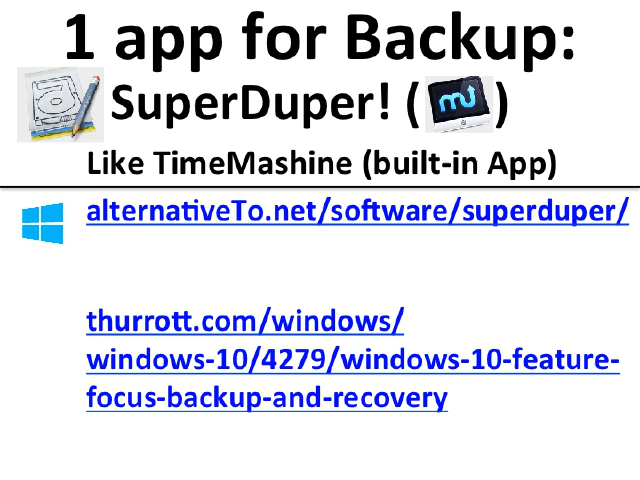 1 app for Backup:
SuperDuper! (mu)
Like TimeMashine (built-in App)
alternativeTo.net/software/superduper/
thurrott.com/windows/
windows-10/4279/windows-10-feature-
focus-backup-and-recovery